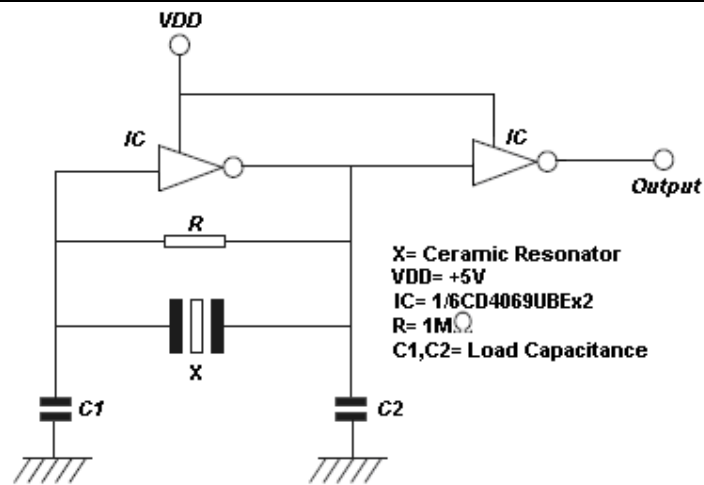 VDD
IC
IC
Output
R
X= Ceramic Resonator
VDD= +5V
IC= 1/6CD4069UBEx2
R= 1MΩ
C1,C2= Load Capacitance
X
C1
C2